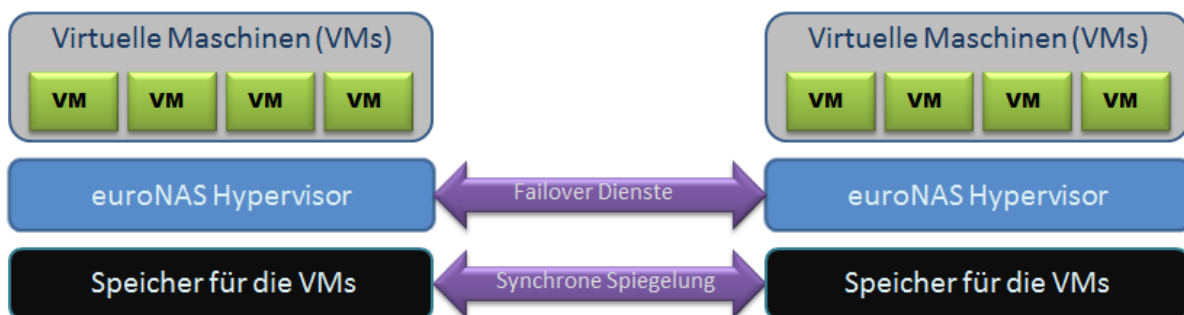 Virtuelle Maschinen (VMs)
VM VM VM VM
euroNAS Hypervisor
Speicher für die VMs
Failover Dienste
Synchrone Spiegelung
Virtuelle Maschinen (VMs)
VM VM VM VM
euroNAS Hypervisor
Speicher für die VMs